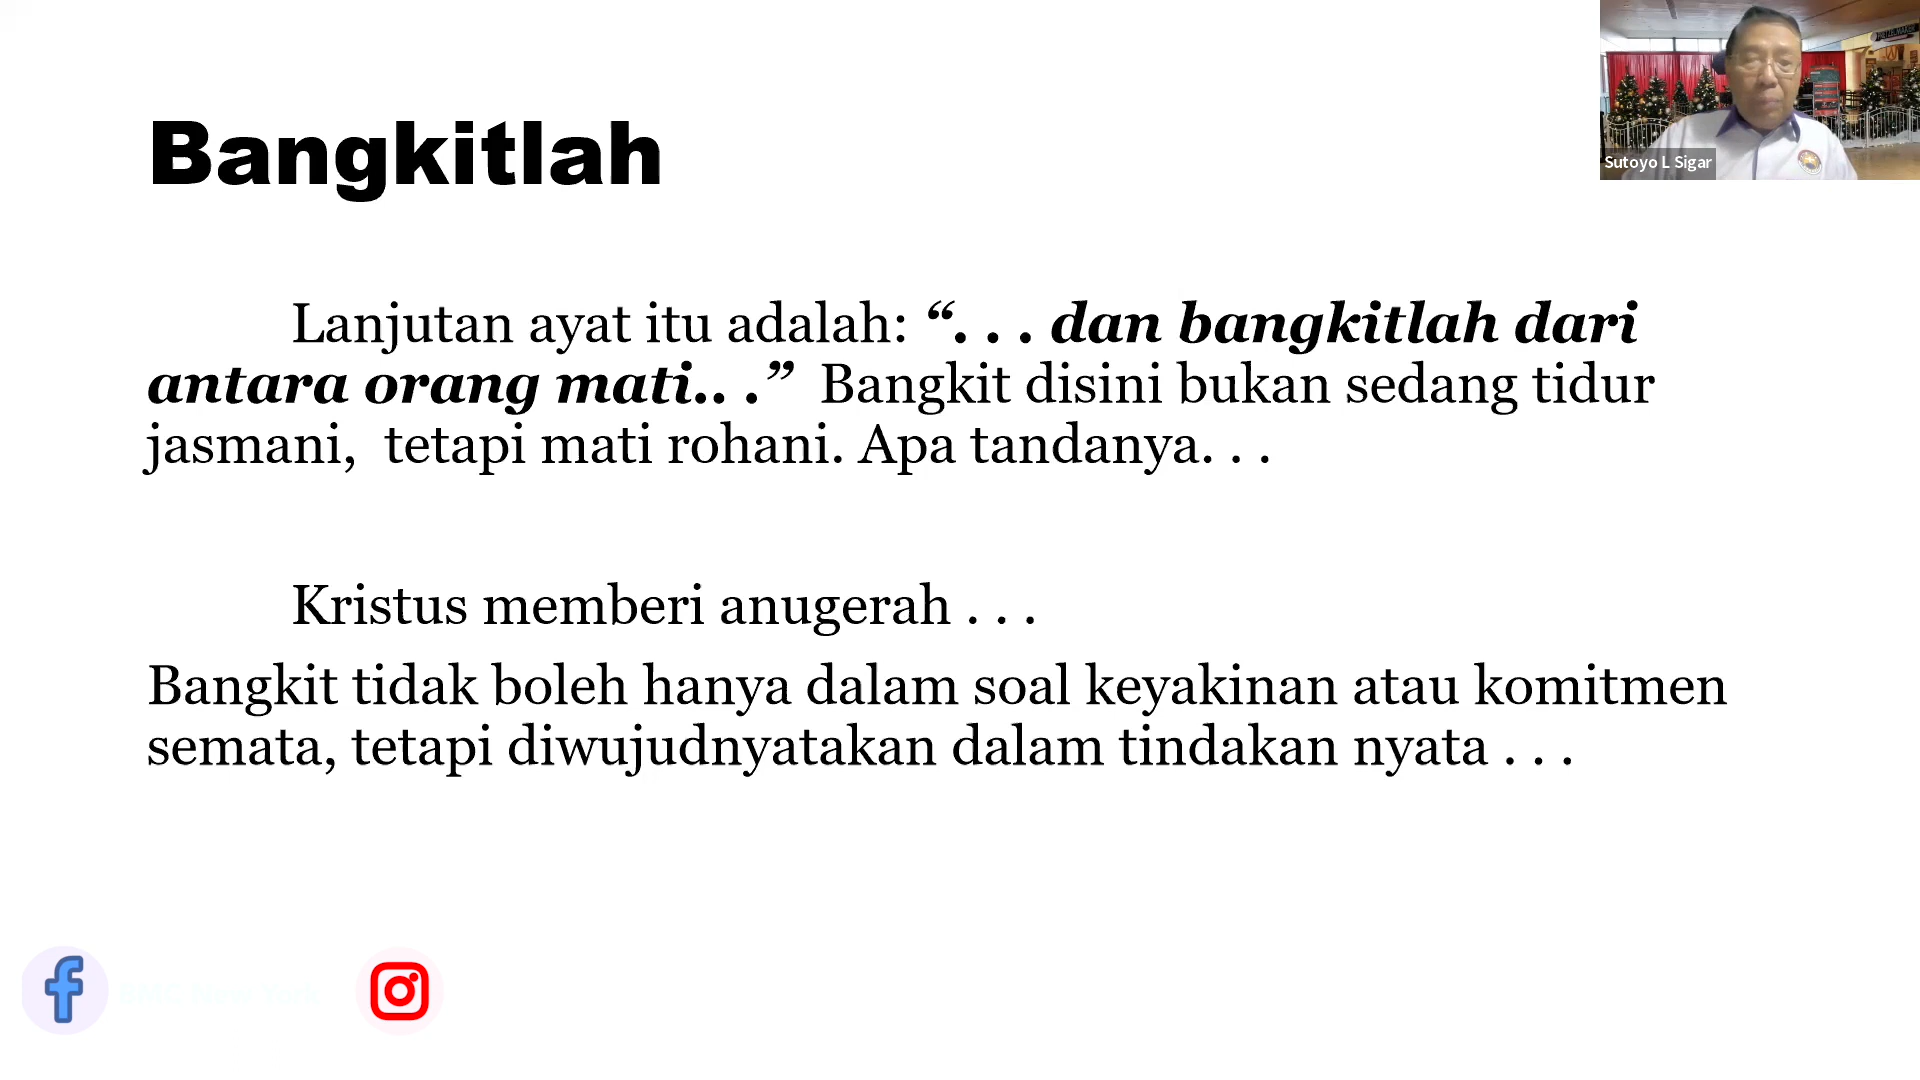 Bangkitlah
Sutoyo L Sigar
Lanjutan ayat itu adalah: “. . . dan bangkitlah dari
antara orang mati.. .” Bangkit disini bukan sedang tidur
jasmani, tetapi mati rohani. Apa tandanya. . .
Kristus memberi anugerah . . .
Bangkit tidak boleh hanya dalam soal keyakinan atau komitmen
semata, tetapi diwujudnyatakan dalam tindakan nyata . . .